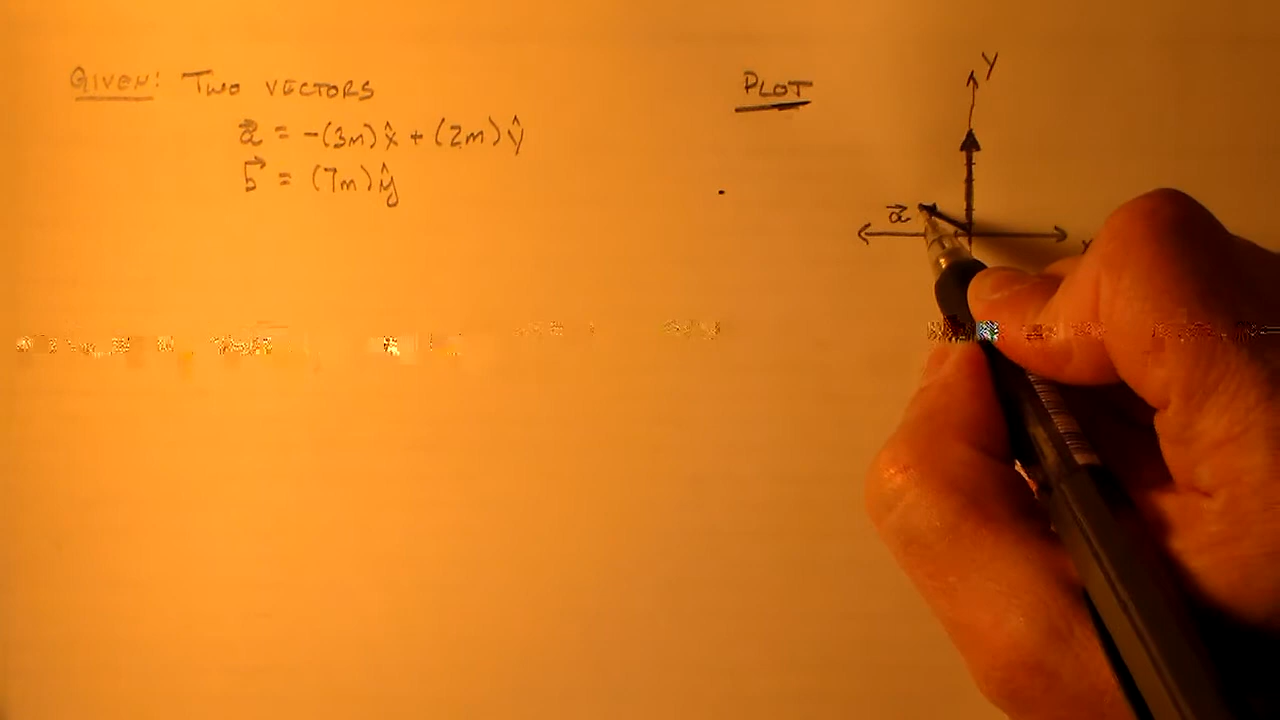 GIVEN: TWO VECTORS
a⃗ = -(3m)x̂ + (2m)ŷ
b⃗ = (7m)ŷ
PLOT
Y
a⃗
x